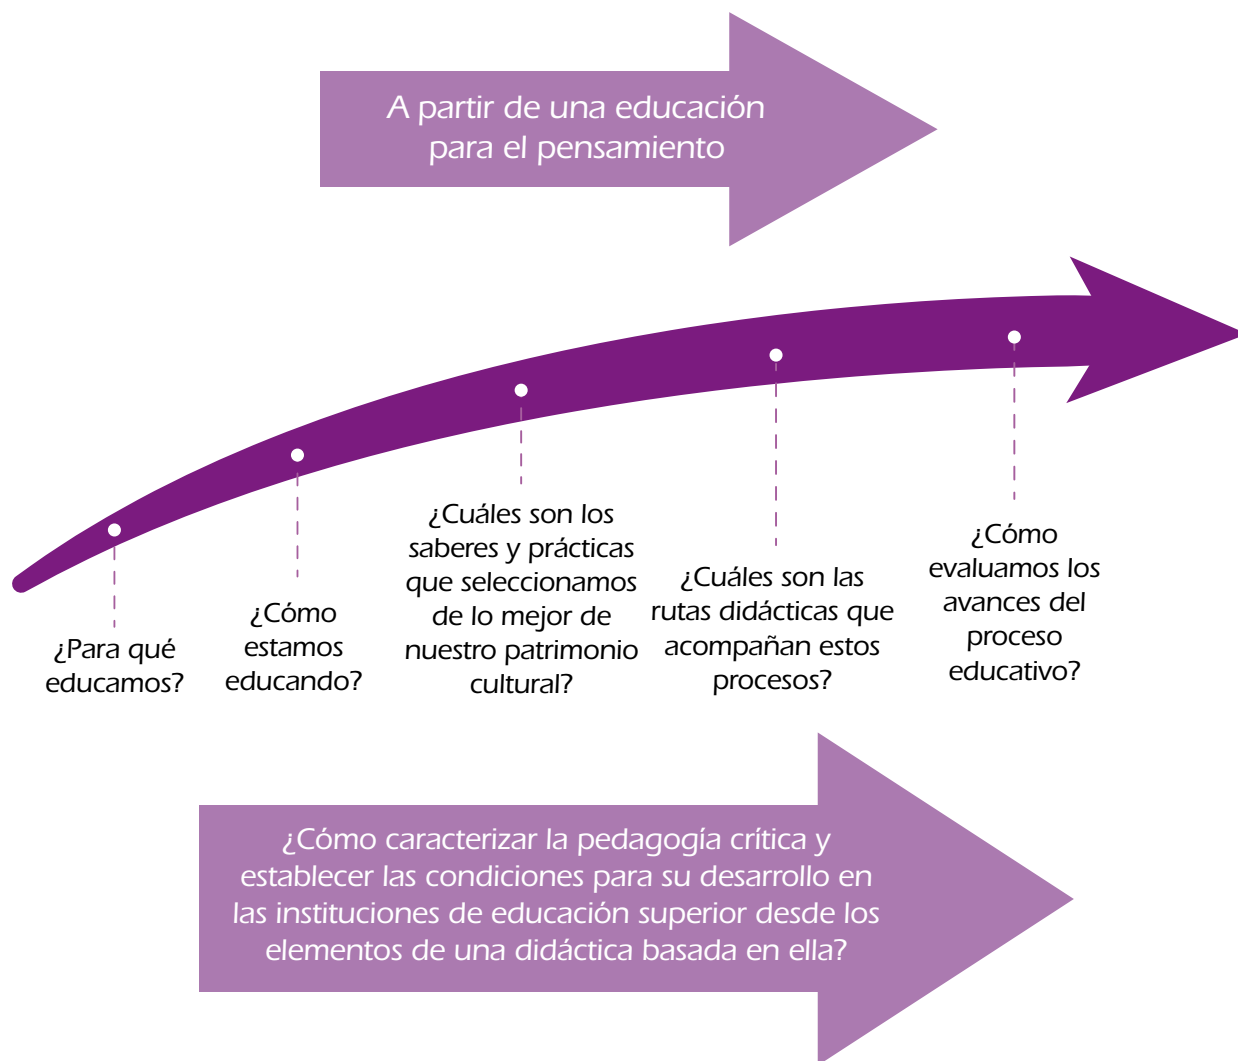 A partir de una educación
para el pensamiento
¿Para qué
educamos?
¿Cómo
estamos
educando?
¿Cuáles son los
saberes y prácticas
que seleccionamos
de lo mejor de
nuestro patrimonio
cultural?
¿Cuáles son las
rutas didácticas que
acompañan estos
procesos?
¿Cómo
evaluamos los
avances del
proceso
educativo?
¿Cómo caracterizar la pedagogía crítica y
establecer las condiciones para su desarrollo en
las instituciones de educación superior desde los
elementos de una didáctica basada en ella?